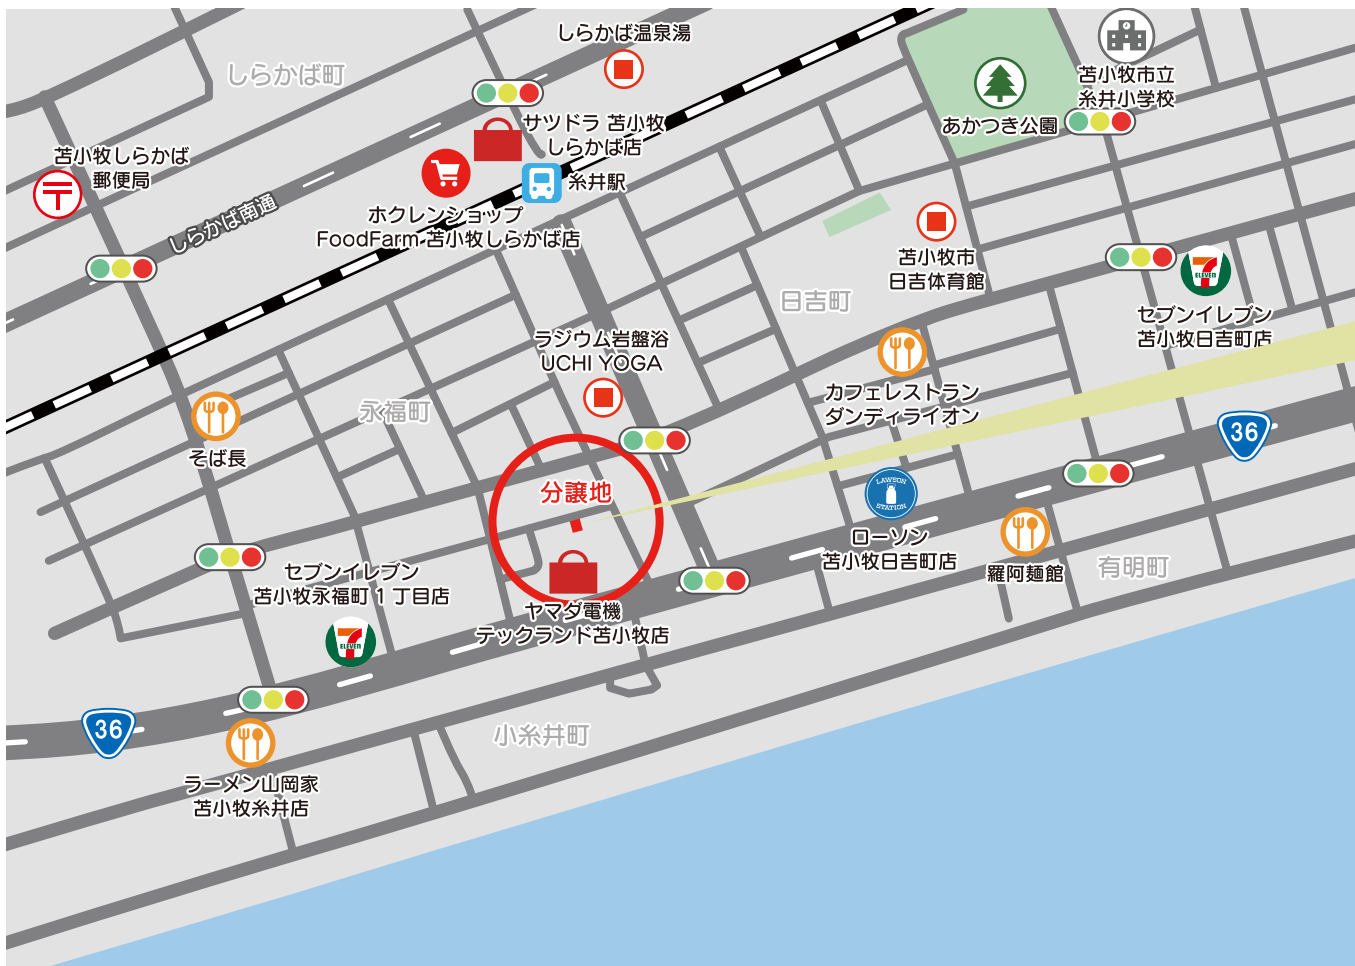 しらかば温泉湯
しらかば町
苫小牧市立
糸井小学校
サツドラ 苫小牧
しらかば店
あかつき公園
苫小牧しらかば
郵便局
糸井駅
しらかば南通
ホクレンショップ
FoodFarm 苫小牧しらかば店
苫小牧市
日吉体育館
日吉町
セブンイレブン
苫小牧日吉町店
ELEVEN
ラジウム岩盤浴
UCHI YOGA
カフェレストラン
ダンディライオン
永福町
36
そば長
分譲地
LAWSON
STATION
ローソン
苫小牧日吉町店
羅阿麺館
有明町
セブンイレブン
苫小牧永福町1丁目店
ELEVEN
ヤマダ電機
テックランド苫小牧店
36
小糸井町
ラーメン山岡家
苫小牧糸井店